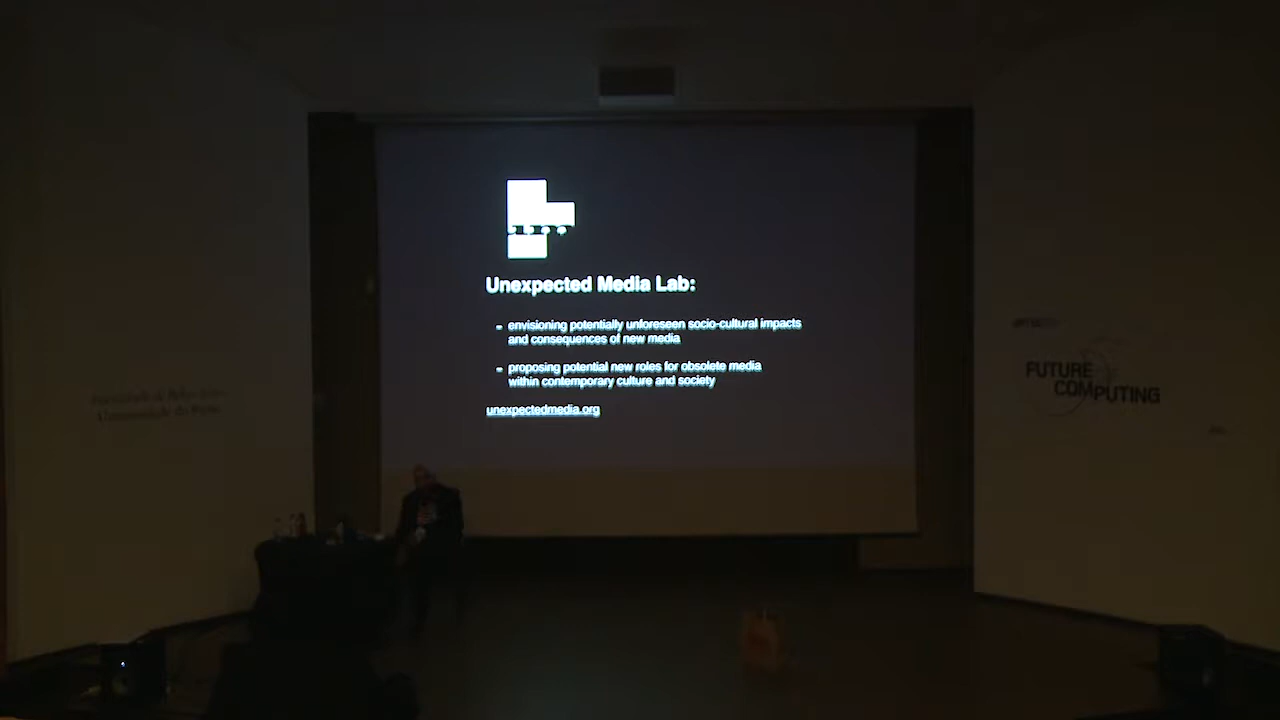 Unexpected Media Lab:
- envisioning potentially unforeseen socio-cultural impacts
and consequences of new media
- proposing potential new roles for obsolete media
within contemporary culture and society
unexpectedmedia.org
FUTURE
COMPUTING